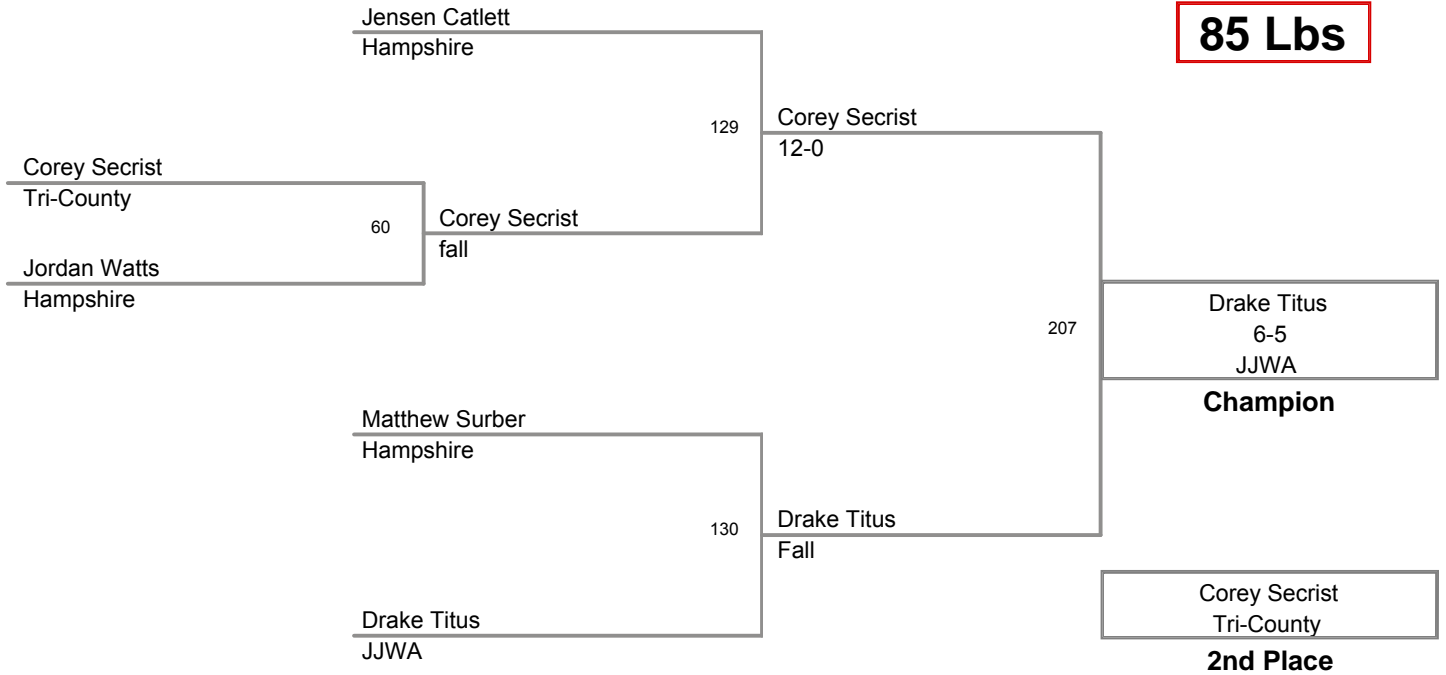 Jensen Catlett
Hampshire
85 Lbs
129
Corey Secrist
12-0
Corey Secrist
Tri-County
60
Corey Secrist
fall
Jordan Watts
Hampshire
207
Drake Titus
6-5
JJWA
Champion
Matthew Surber
Hampshire
130
Drake Titus
Fall
Drake Titus
JJWA
Corey Secrist
Tri-County
2nd Place